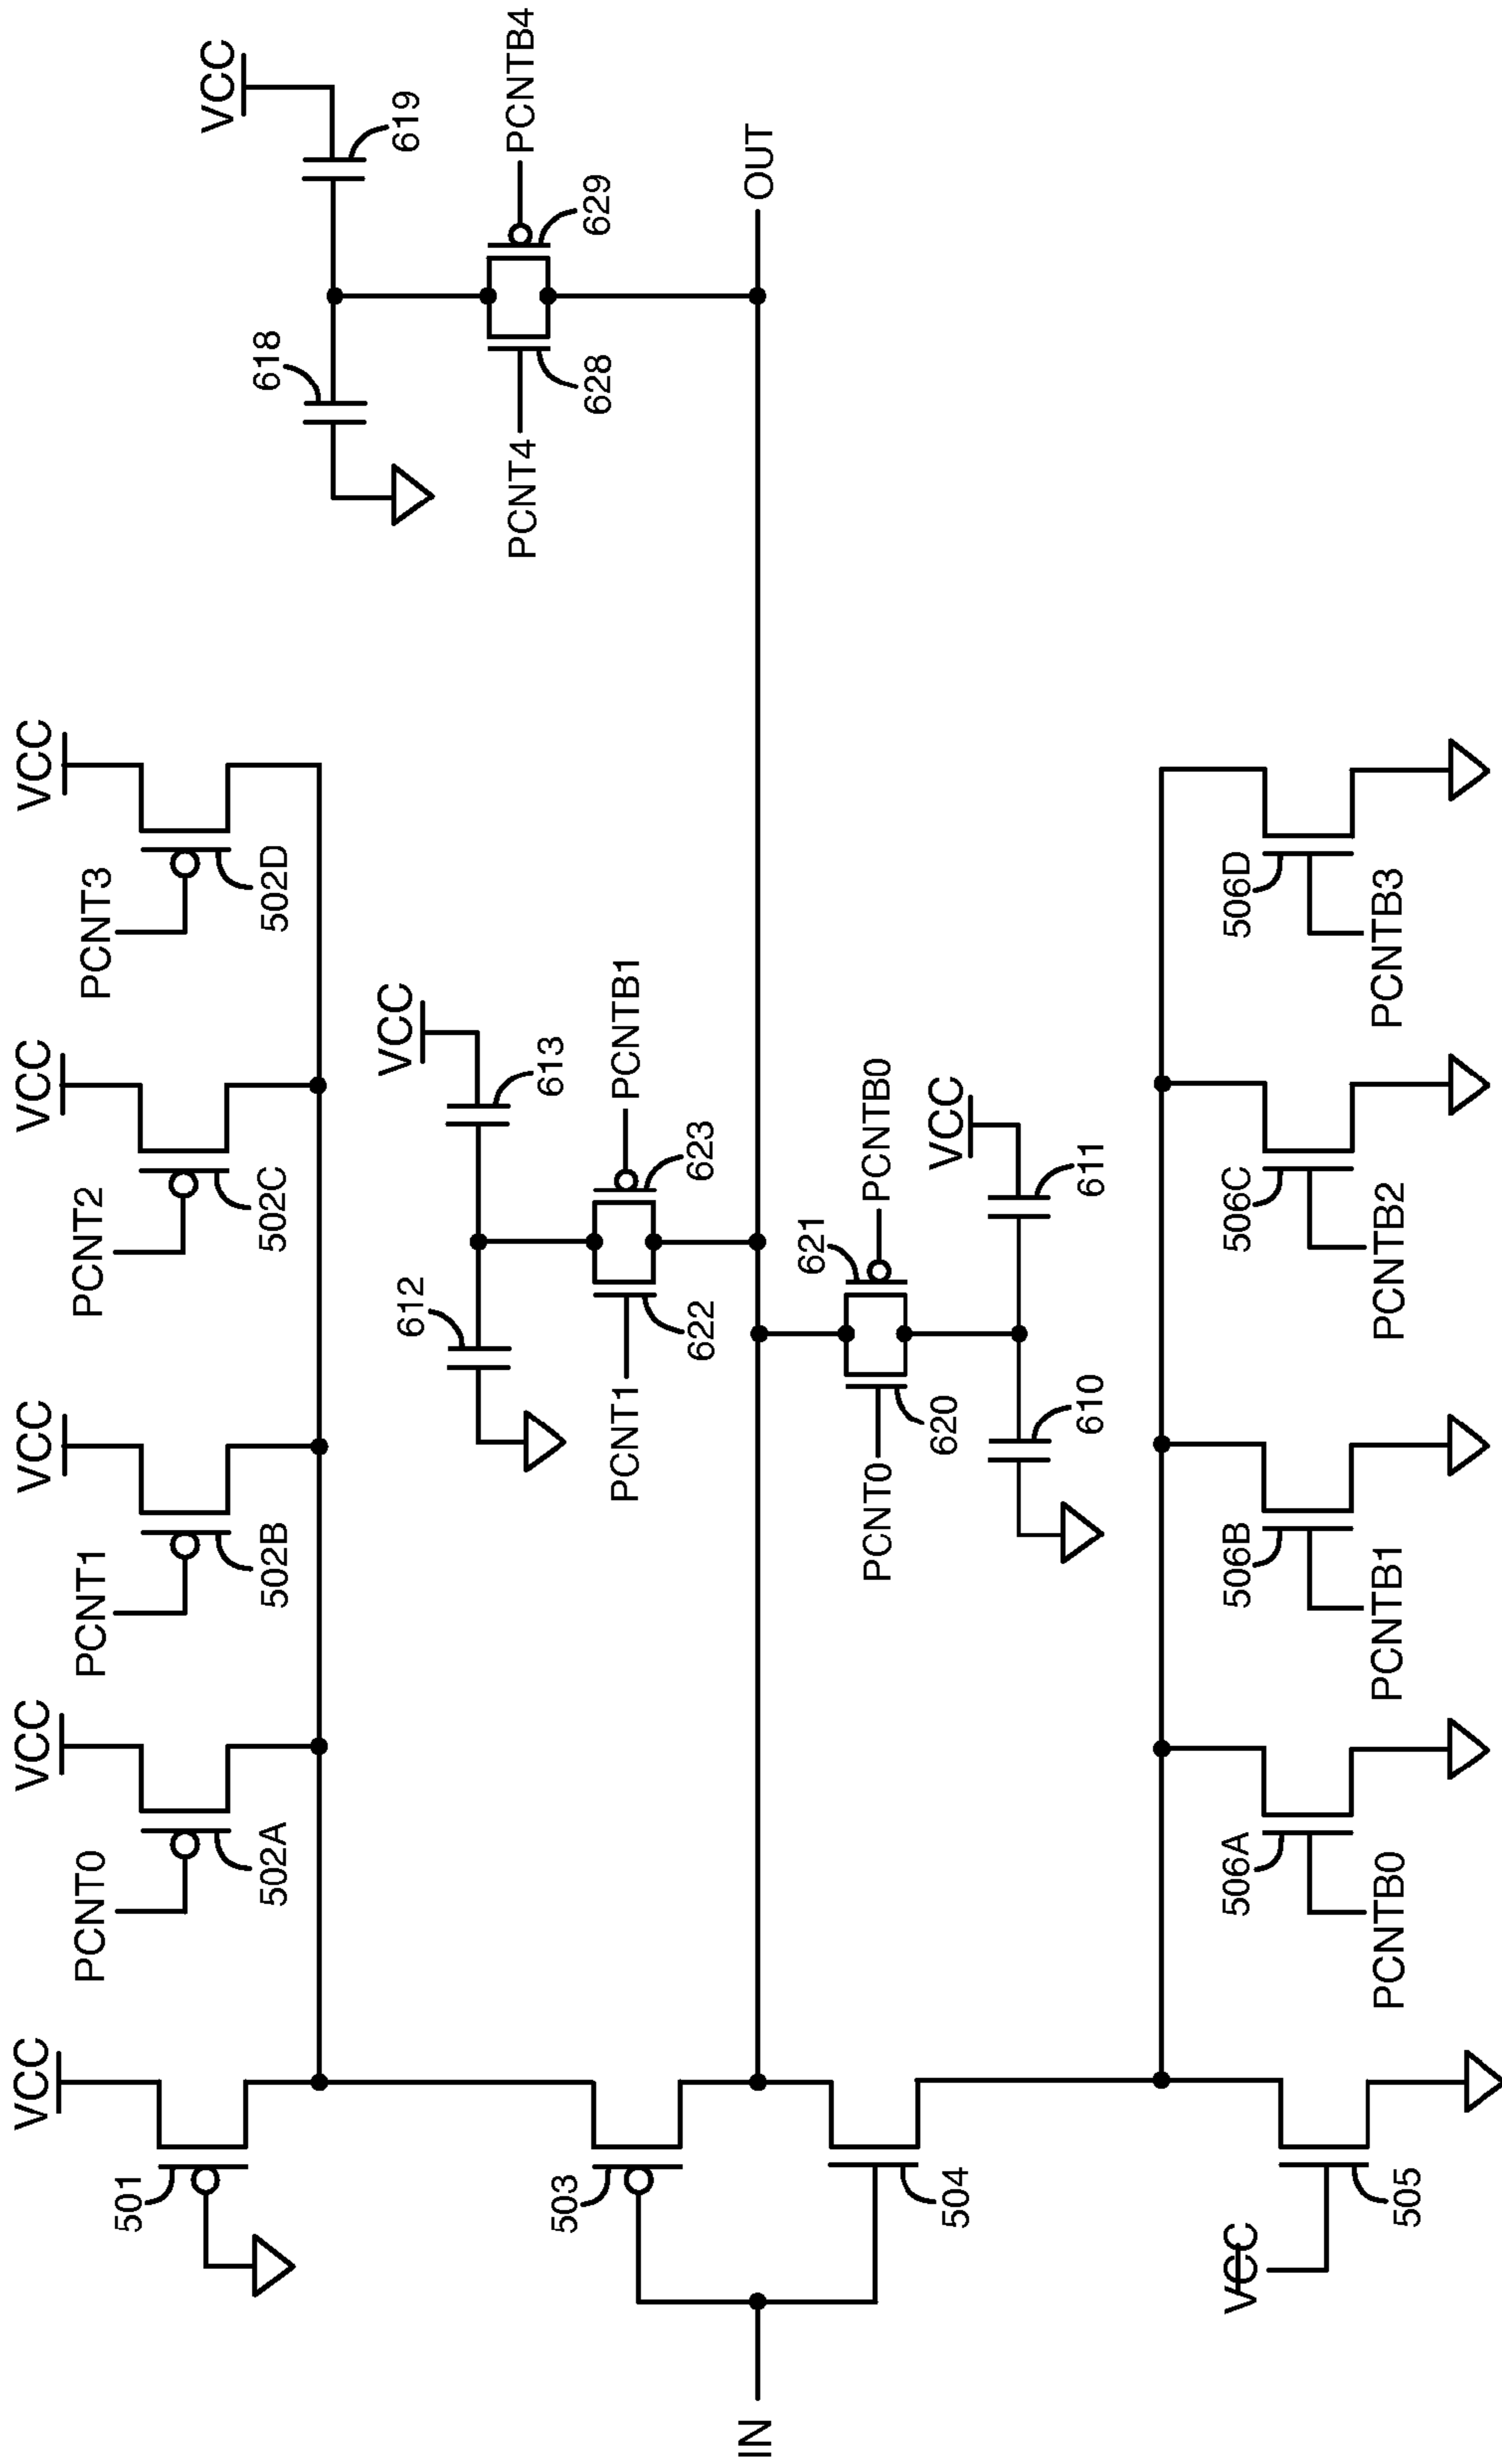 VCC
VCC
VCC
VCC
VCC
VCC
PCNT0
PCNT1
PCNT2
PCNT3
501
502A
502B
502C
502D
618
619
VCC
612
613
PCNT4
PCNTB4
628
629
503
PCNT1
PCNTB1
622
623
IN
OUT
621
PCNT0
PCNTB0
620
VCC
504
610
611
506A
506B
506C
506D
VCC
505
PCNTB0
PCNTB1
PCNTB2
PCNTB3